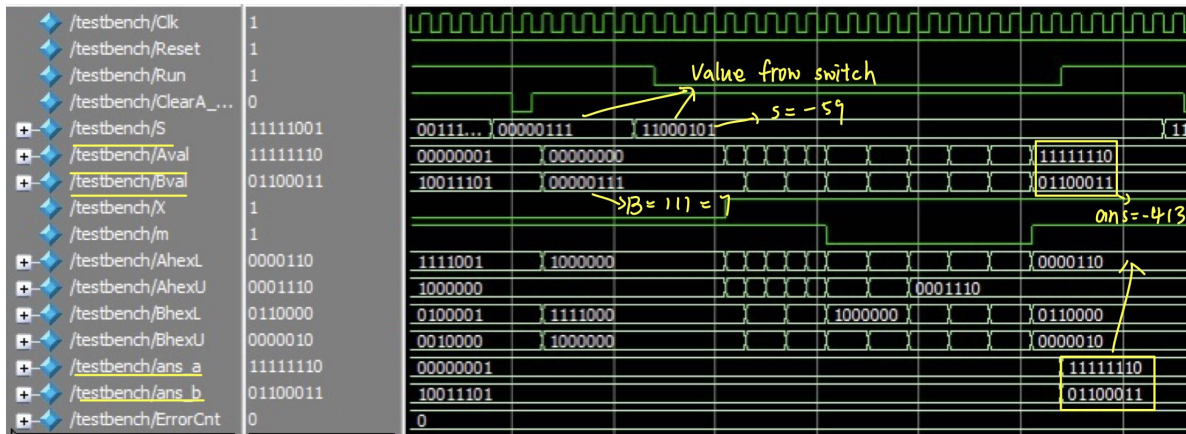 /testbench/Clk 1
/testbench/Reset 1
/testbench/Run 1 Value from switch
/testbench/ClearA_... 0 s=-59
/testbench/S 11111001 00111... 00000111 11000101 11
/testbench/Aval 11111110 00000001 00000000 11111110
/testbench/Bval 01100011 10011101 00000111 01100011
/testbench/X 1 B=111=7 ans=-413
/testbench/m 1
/testbench/AhexL 0000110 1111001 1000000 0000110
/testbench/AhexU 0001110 1000000 0001110
/testbench/BhexL 0110000 0100001 1111000 1000000 0110000
/testbench/BhexU 0000010 0010000 1000000 0000010
/testbench/ans_a 11111110 00000001 11111110
/testbench/ans_b 01100011 10011101 01100011
/testbench/ErrorCnt 0 0